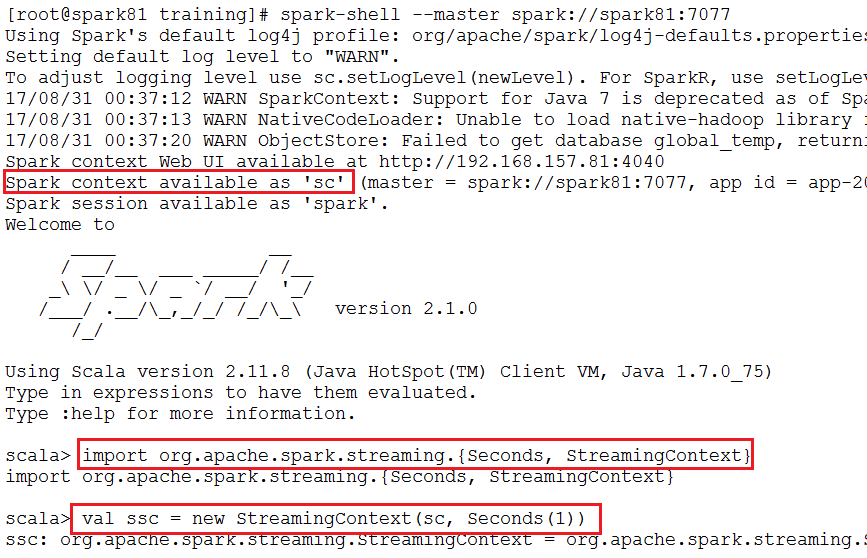 [root@spark81 training]# spark-shell --master spark://spark81:7077
Using Spark's default log4j profile: org/apache/spark/log4j-defaults.properties
Setting default log level to "WARN".
To adjust logging level use sc.setLogLevel(newLevel). For SparkR, use setLogLev
17/08/31 00:37:12 WARN SparkContext: Support for Java 7 is deprecated as of Spa
17/08/31 00:37:13 WARN NativeCodeLoader: Unable to load native-hadoop library f
17/08/31 00:37:20 WARN ObjectStore: Failed to get database global_temp, returni
Spark context Web UI available at http://192.168.157.81:4040
Spark context available as 'sc' (master = spark://spark81:7077, app id = app-20
Spark session available as 'spark'.
Welcome to
      ____              __
     / __/__  ___ _____/ /__
    _\ \/ _ \/ _ `/ __/  '_/
   /___/ .__/\_,_/_/ /_/\_\   version 2.1.0
      /_/
Using Scala version 2.11.8 (Java HotSpot(TM) Client VM, Java 1.7.0_75)
Type in expressions to have them evaluated.
Type :help for more information.
scala> import org.apache.spark.streaming.{Seconds, StreamingContext}
import org.apache.spark.streaming.{Seconds, StreamingContext}
scala> val ssc = new StreamingContext(sc, Seconds(1))
ssc: org.apache.spark.streaming.StreamingContext = org.apache.spark.streaming.S